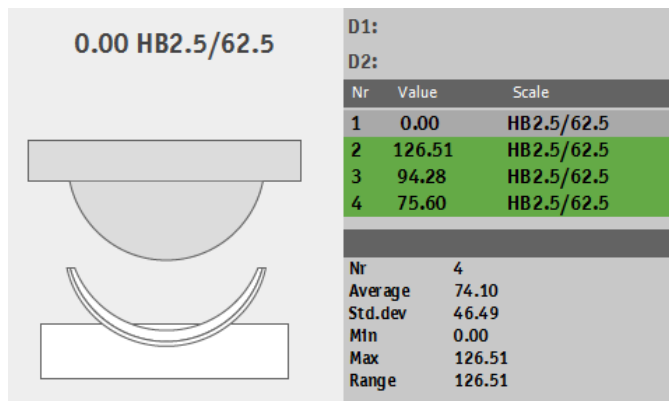 0.00 HB2.5/62.5
D1:
D2:
Nr Value Scale
1 0.00 HB2.5/62.5
2 126.51 HB2.5/62.5
3 94.28 HB2.5/62.5
4 75.60 HB2.5/62.5
Nr 4
Average 74.10
Std.dev 46.49
Min 0.00
Max 126.51
Range 126.51